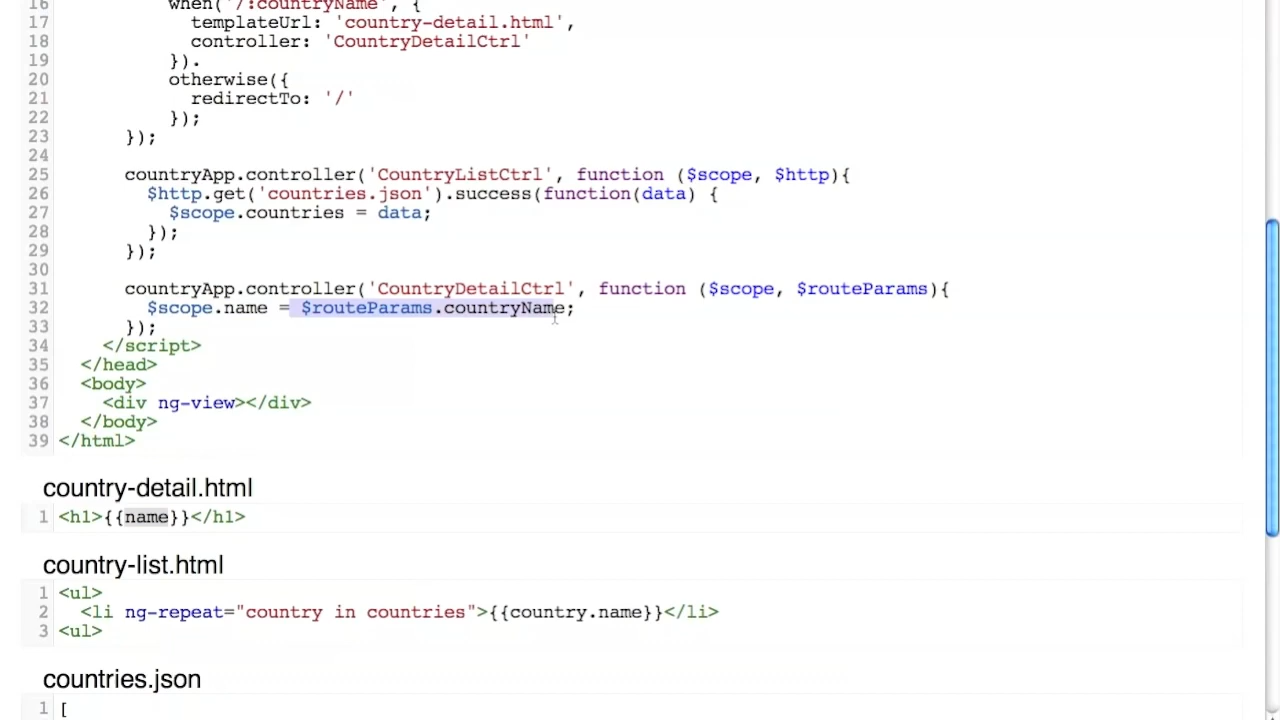 16 when('/:countryName', {
17 templateUrl: 'country-detail.html',
18 controller: 'CountryDetailCtrl'
19 }).
20 otherwise({
21 redirectTo: '/'
22 });
23 });
24
25 countryApp.controller('CountryListCtrl', function ($scope, $http){
26 $http.get('countries.json').success(function(data) {
27 $scope.countries = data;
28 });
29 });
30
31 countryApp.controller('CountryDetailCtrl', function ($scope, $routeParams){
32 $scope.name = $routeParams.countryName;
33 });
34 </script>
35 </head>
36 <body>
37 <div ng-view></div>
38 </body>
39 </html>
country-detail.html
1 <h1>{{name}}</h1>
country-list.html
1 <ul>
2 <li ng-repeat="country in countries">{{country.name}}</li>
3 <ul>
countries.json
1 [